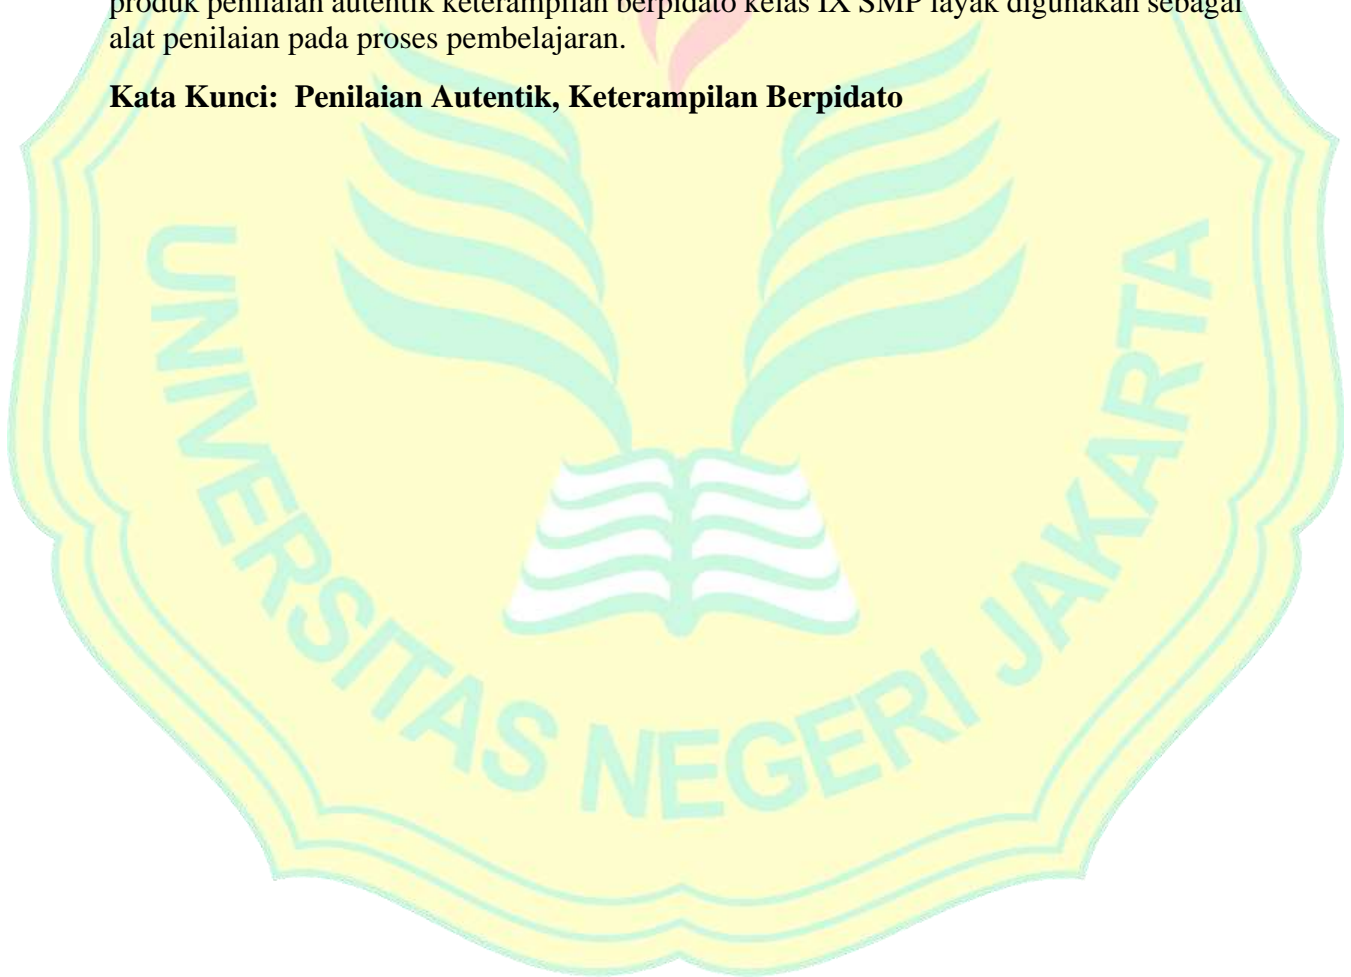 produk penilaian autentik keterampilan berpidato kelas IX SMP layak digunakan sebagai
alat penilaian pada proses pembelajaran.
Kata Kunci:  Penilaian Autentik, Keterampilan Berpidato
UNIVERSITAS NEGERI JAKARTA